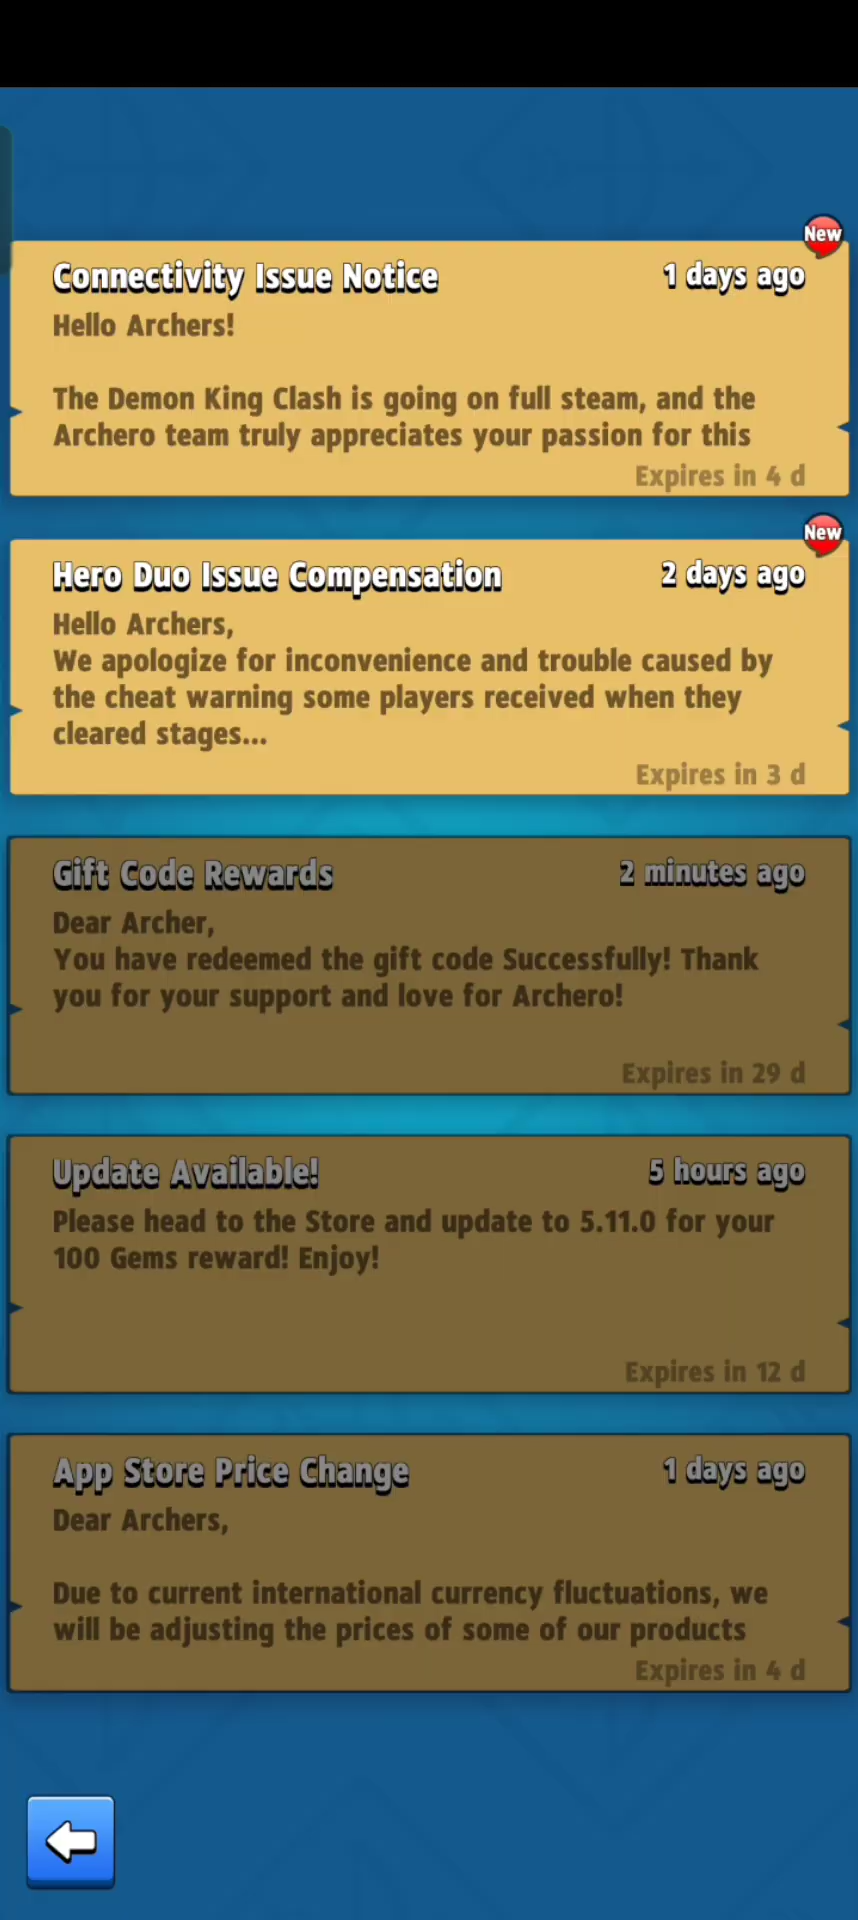 New
Connectivity Issue Notice 1 days ago
Hello Archers!
The Demon King Clash is going on full steam, and the
Archero team truly appreciates your passion for this
Expires in 4 d
New
Hero Duo Issue Compensation 2 days ago
Hello Archers,
We apologize for inconvenience and trouble caused by
the cheat warning some players received when they
cleared stages...
Expires in 3 d
Gift Code Rewards 2 minutes ago
Dear Archer,
You have redeemed the gift code Successfully! Thank
you for your support and love for Archero!
Expires in 29 d
Update Available! 5 hours ago
Please head to the Store and update to 5.11.0 for your
100 Gems reward! Enjoy!
Expires in 12 d
App Store Price Change 1 days ago
Dear Archers,
Due to current international currency fluctuations, we
will be adjusting the prices of some of our products
Expires in 4 d